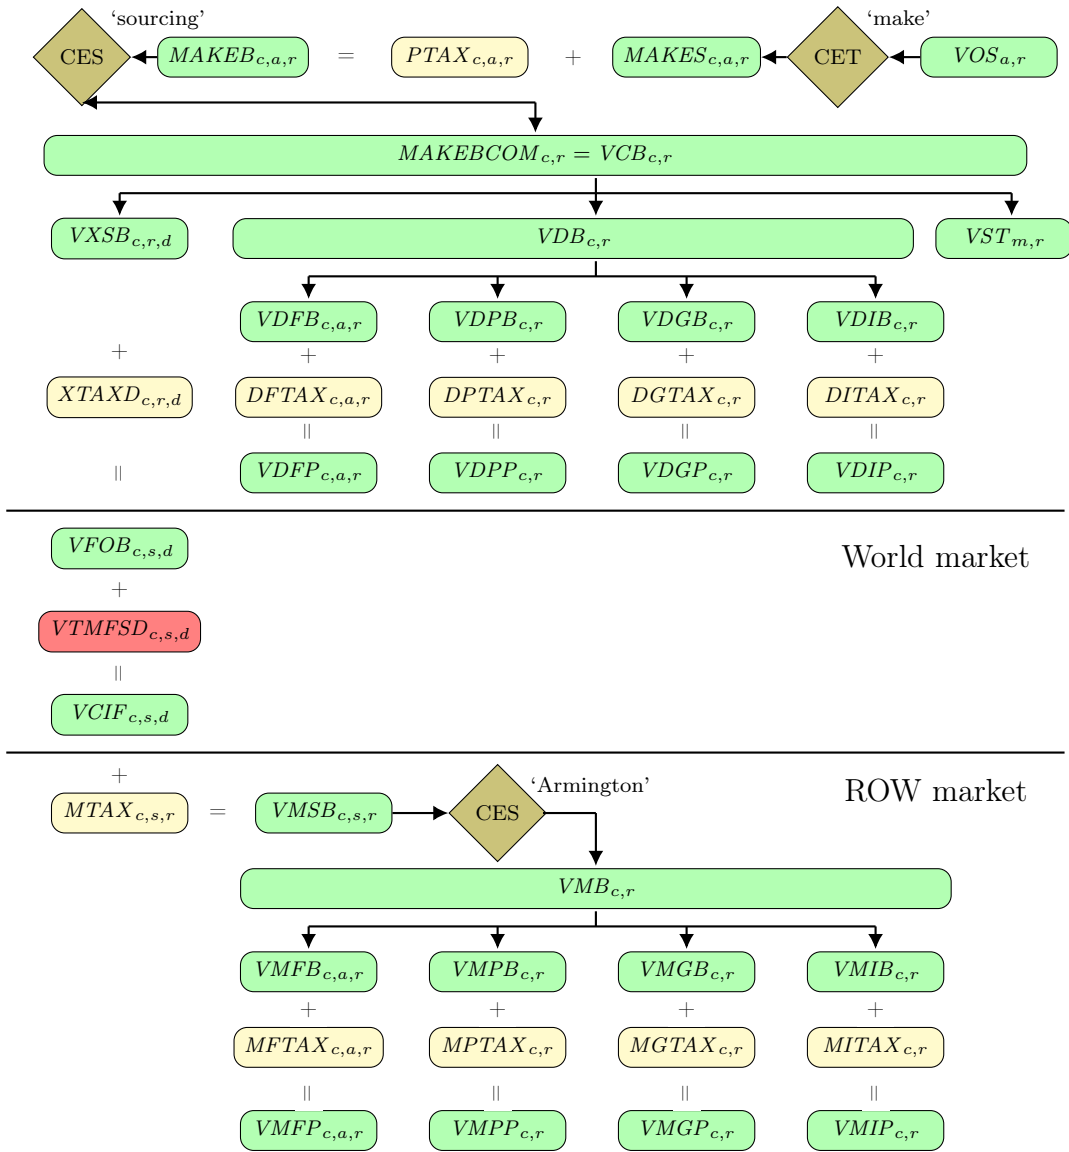 ‘sourcing’ ‘make’
CES MAKEB_{c,a,r} = PTAX_{c,a,r} + MAKES_{c,a,r} CET VOS_{a,r}
MAKEBCOM_{c,r} = VCB_{c,r}
VXSB_{c,r,d} VDB_{c,r} VST_{m,r}
VDFB_{c,a,r} VDPB_{c,r} VDGB_{c,r} VDIB_{c,r}
+ + + + +
XTAXD_{c,r,d} DFTAX_{c,a,r} DPTAX_{c,r} DGTAX_{c,r} DITAX_{c,r}
= = = =
= VDFP_{c,a,r} VDPP_{c,r} VDGP_{c,r} VDIP_{c,r}
VFOB_{c,s,d} World market
+
VTMFSD_{c,s,d}
=
VCIF_{c,s,d}
+ ‘Armington’ ROW market
MTAX_{c,s,r} = VMSB_{c,s,r} CES
VMB_{c,r}
VMFB_{c,a,r} VMPB_{c,r} VMGB_{c,r} VMIB_{c,r}
+ + + +
MFTAX_{c,a,r} MPTAX_{c,r} MGTAX_{c,r} MITAX_{c,r}
= = = =
VMFP_{c,a,r} VMPP_{c,r} VMGP_{c,r} VMIP_{c,r}